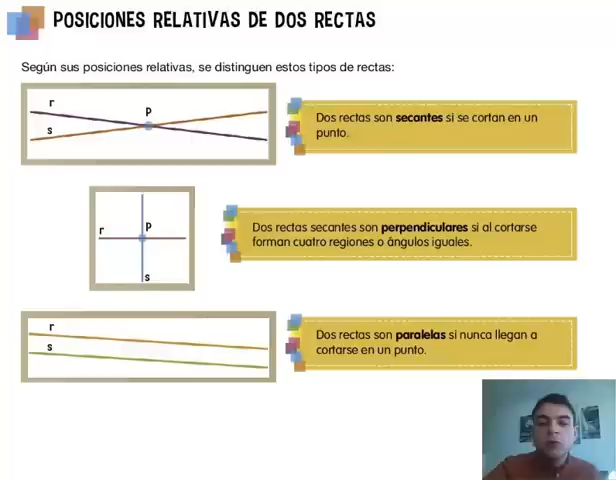 POSICIONES RELATIVAS DE DOS RECTAS
Según sus posiciones relativas, se distinguen estos tipos de rectas:
r
P
s
Dos rectas son secantes si se cortan en un
punto.
r
P
s
Dos rectas secantes son perpendiculares si al cortarse
forman cuatro regiones o ángulos iguales.
r
s
Dos rectas son paralelas si nunca llegan a
cortarse en un punto.